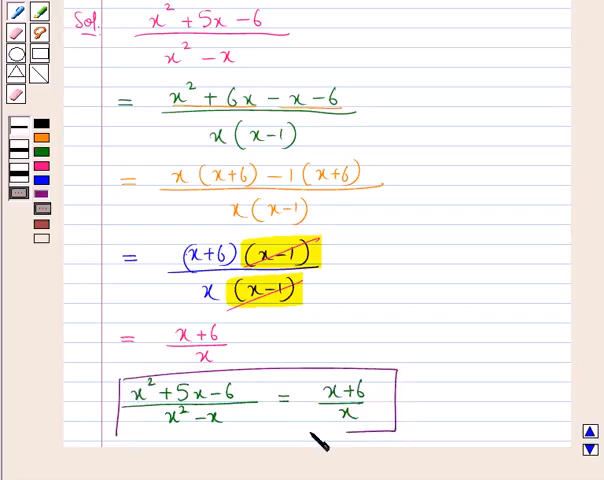 Sol. x² + 5x - 6 / x² - x
= x² + 6x - x - 6 / x(x-1)
= x(x+6) - 1(x+6) / x(x-1)
= (x+6)(x-1) / x(x-1)
= x+6 / x
x² + 5x - 6 / x² - x = x+6 / x